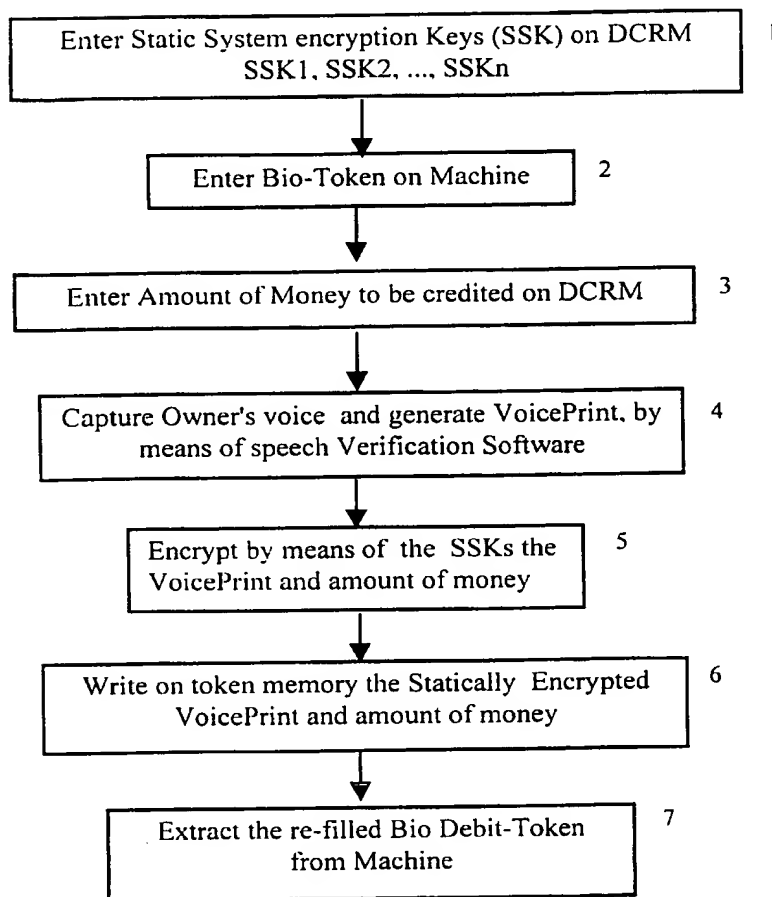 Enter Static System encryption Keys (SSK) on DCRM
SSK1, SSK2, ..., SSKn
Enter Bio-Token on Machine
2
Enter Amount of Money to be credited on DCRM
3
Capture Owner's voice and generate VoicePrint, by
means of speech Verification Software
4
Encrypt by means of the SSKs the
VoicePrint and amount of money
5
Write on token memory the Statically Encrypted
VoicePrint and amount of money
6
Extract the re-filled Bio Debit-Token
from Machine
7